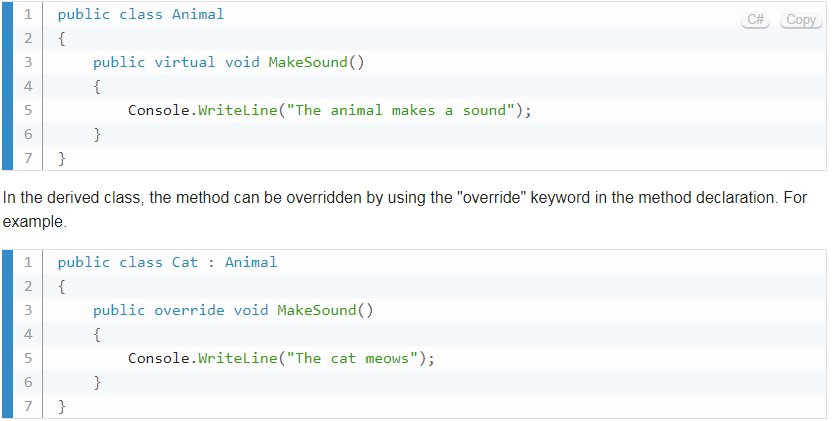 1 public class Animal
C# Copy
2 {
3 public virtual void MakeSound()
4 {
5 Console.WriteLine("The animal makes a sound");
6 }
7 }
In the derived class, the method can be overridden by using the "override" keyword in the method declaration. For
example.
1 public class Cat : Animal
2 {
3 public override void MakeSound()
4 {
5 Console.WriteLine("The cat meows");
6 }
7 }